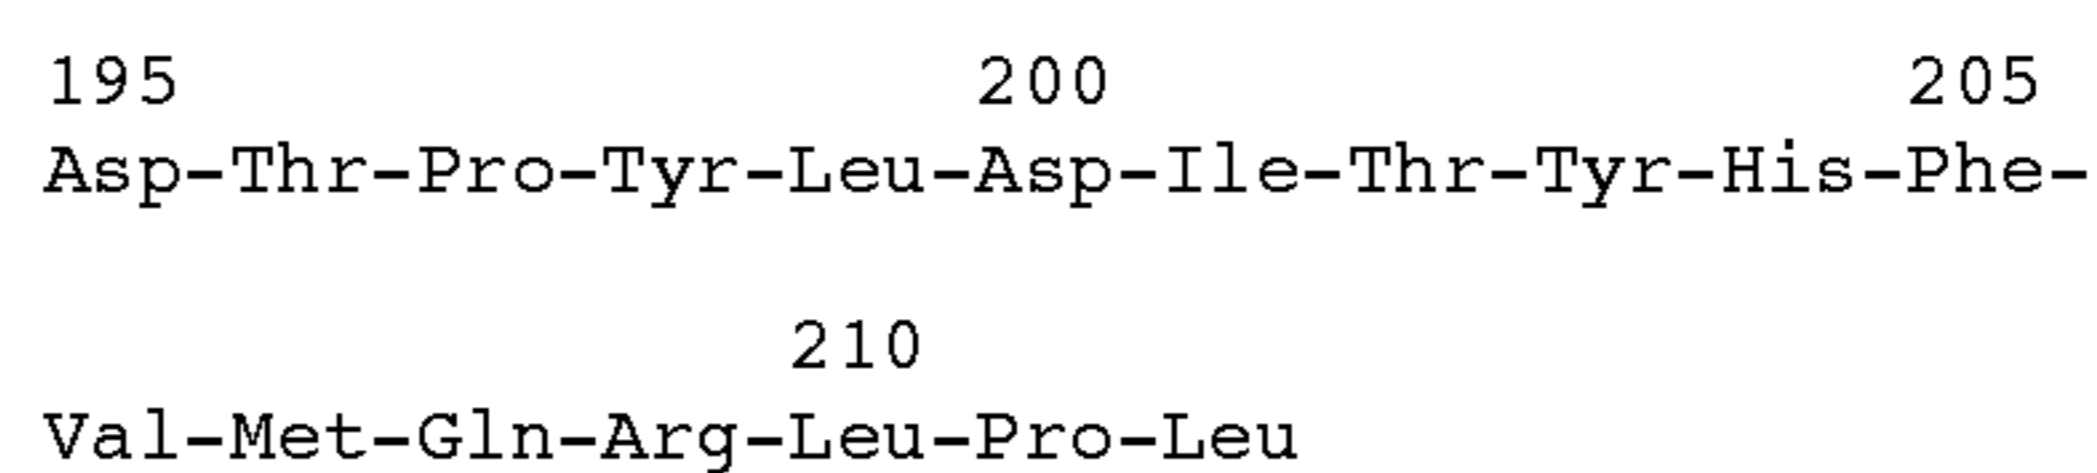 195 200 205
Asp-Thr-Pro-Tyr-Leu-Asp-Ile-Thr-Tyr-His-Phe-
210
Val-Met-Gln-Arg-Leu-Pro-Leu